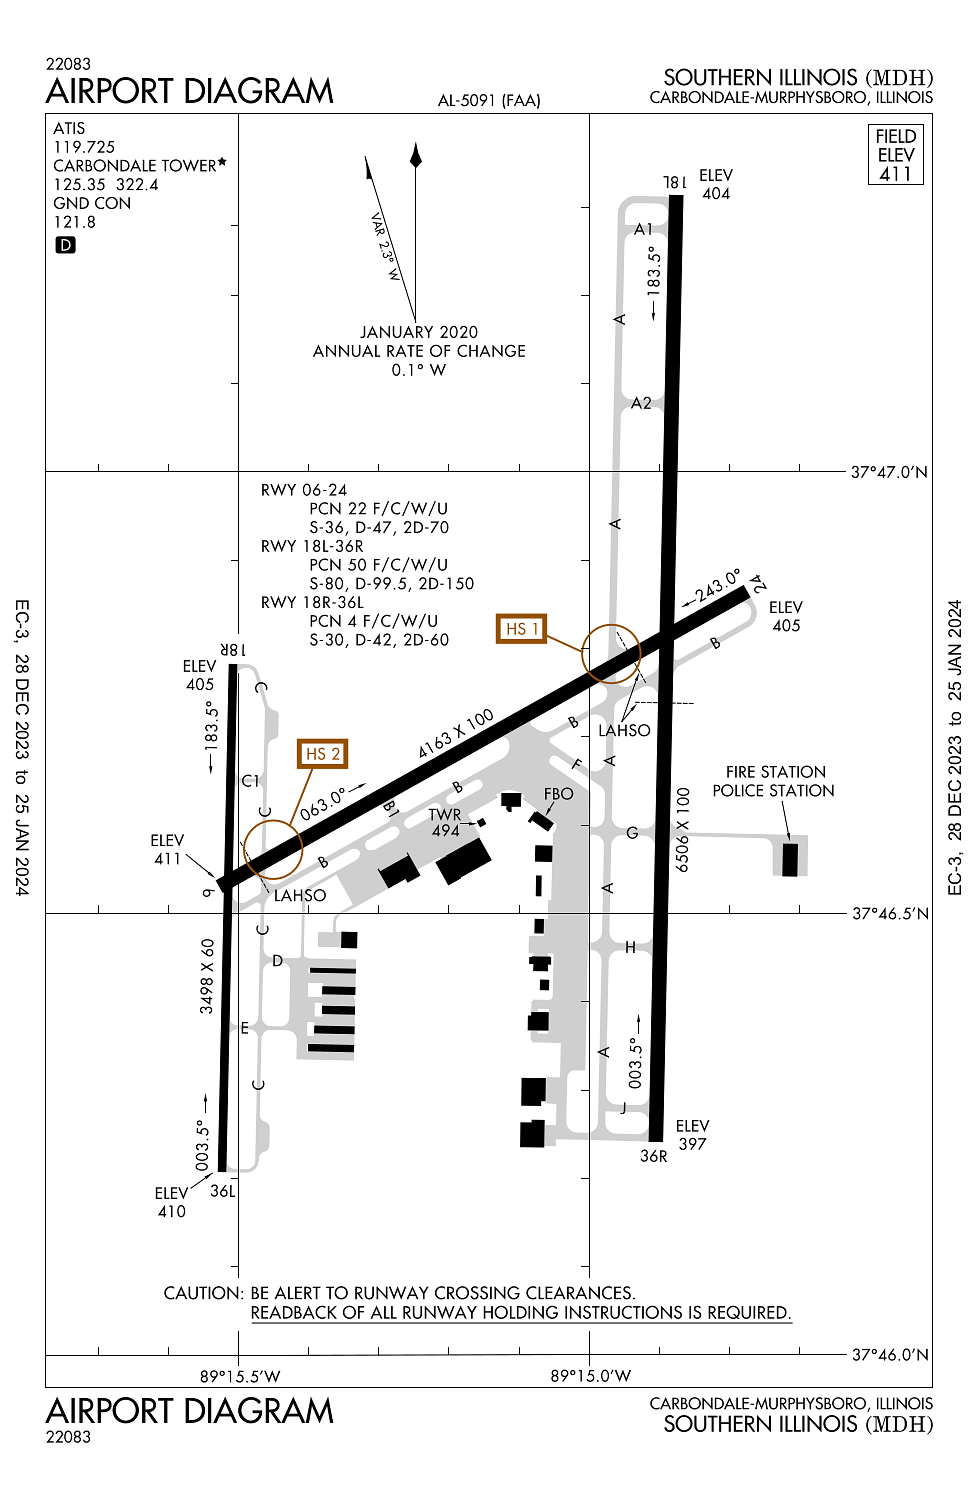 22083
AIRPORT DIAGRAM
AL-5091 (FAA)
SOUTHERN ILLINOIS (MDH)
CARBONDALE-MURPHYSBORO, ILLINOIS
ATIS
119.725
CARBONDALE TOWER★
125.35 322.4
GND CON
121.8
D
FIELD
ELEV
411
VAR 2.3° W
JANUARY 2020
ANNUAL RATE OF CHANGE
0.1° W
18L
ELEV
404
A1
183.5°
A
A2
37°47.0'N
A
RWY 06-24
PCN 22 F/C/W/U
S-36, D-47, 2D-70
RWY 18L-36R
PCN 50 F/C/W/U
S-80, D-99.5, 2D-150
RWY 18R-36L
PCN 4 F/C/W/U
S-30, D-42, 2D-60
243.0°
24
ELEV
405
B
HS 1
18R
ELEV
405
C
183.5°
HS 2
4163 X 100
B
LAHSO
C1
063.0°
B1
B
F
A
C
FIRE STATION
POLICE STATION
FBO
TWR
494
ELEV
411
B
G
6506 X 100
6
LAHSO
A
37°46.5'N
C
3498 X 60
D
H
E
A
003.5°
C
J
003.5°
ELEV
397
36R
36L
ELEV
410
CAUTION: BE ALERT TO RUNWAY CROSSING CLEARANCES.
READBACK OF ALL RUNWAY HOLDING INSTRUCTIONS IS REQUIRED.
37°46.0'N
89°15.5'W
89°15.0'W
EC-3, 28 DEC 2023 to 25 JAN 2024
EC-3, 28 DEC 2023 to 25 JAN 2024
AIRPORT DIAGRAM
22083
CARBONDALE-MURPHYSBORO, ILLINOIS
SOUTHERN ILLINOIS (MDH)